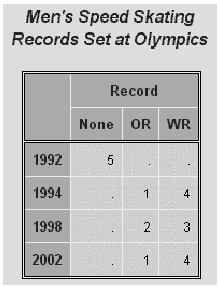 Men's Speed Skating
Records Set at Olympics
Record
None OR WR
1992 5 . .
1994 . 1 4
1998 . 2 3
2002 . 1 4